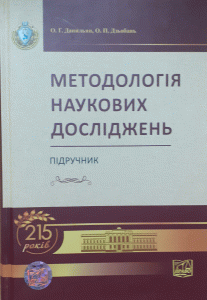 О. Г. Данильян, О. П. Дзьобань
МЕТОДОЛОГІЯ
НАУКОВИХ
ДОСЛІДЖЕНЬ
ПІДРУЧНИК
215
років